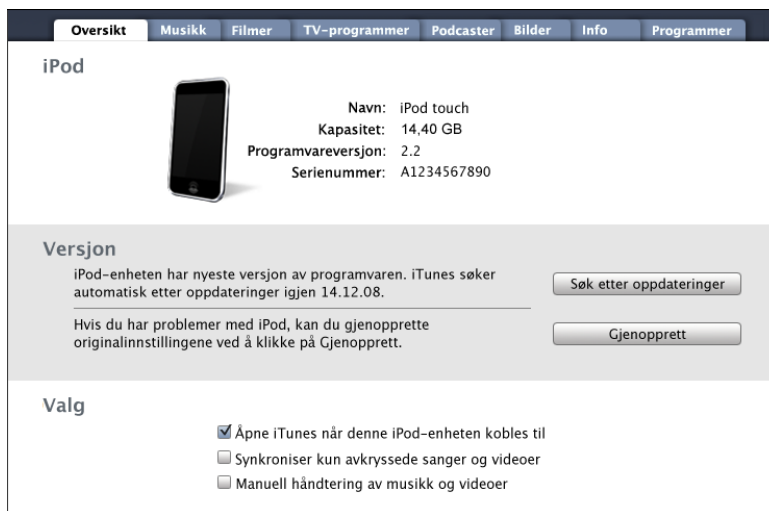 Oversikt Musikk Filmer TV-programmer Podcaster Bilder Info Programmer
iPod
Navn: iPod touch
Kapasitet: 14,40 GB
Programvareversjon: 2.2
Serienummer: A1234567890
Versjon
iPod-enheten har nyeste versjon av programvaren. iTunes søker
automatisk etter oppdateringer igjen 14.12.08.
Søk etter oppdateringer
Hvis du har problemer med iPod, kan du gjenopprette
originalinnstillingene ved å klikke på Gjenopprett.
Gjenopprett
Valg
Åpne iTunes når denne iPod-enheten kobles til
Synkroniser kun avkryssede sanger og videoer
Manuell håndtering av musikk og videoer